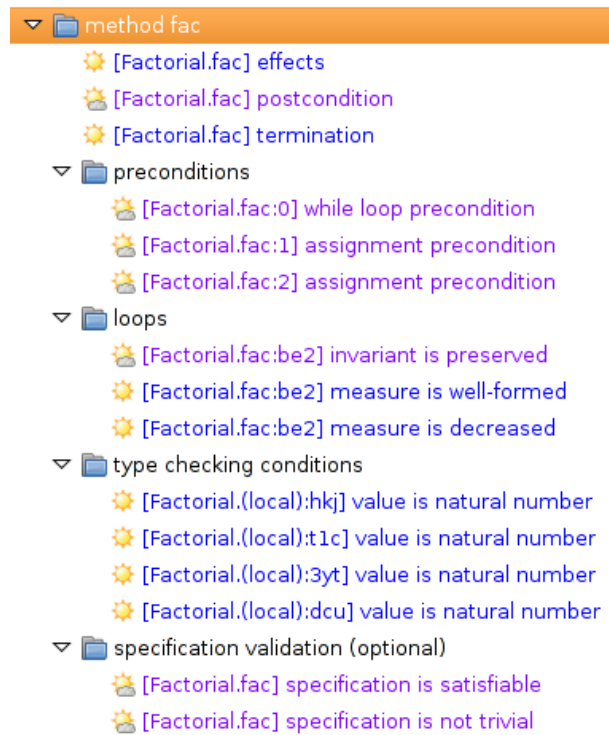 method fac
[Factorial.fac] effects
[Factorial.fac] postcondition
[Factorial.fac] termination
preconditions
[Factorial.fac:0] while loop precondition
[Factorial.fac:1] assignment precondition
[Factorial.fac:2] assignment precondition
loops
[Factorial.fac:be2] invariant is preserved
[Factorial.fac:be2] measure is well-formed
[Factorial.fac:be2] measure is decreased
type checking conditions
[Factorial.(local):hkj] value is natural number
[Factorial.(local):t1c] value is natural number
[Factorial.(local):3yt] value is natural number
[Factorial.(local):dcu] value is natural number
specification validation (optional)
[Factorial.fac] specification is satisfiable
[Factorial.fac] specification is not trivial